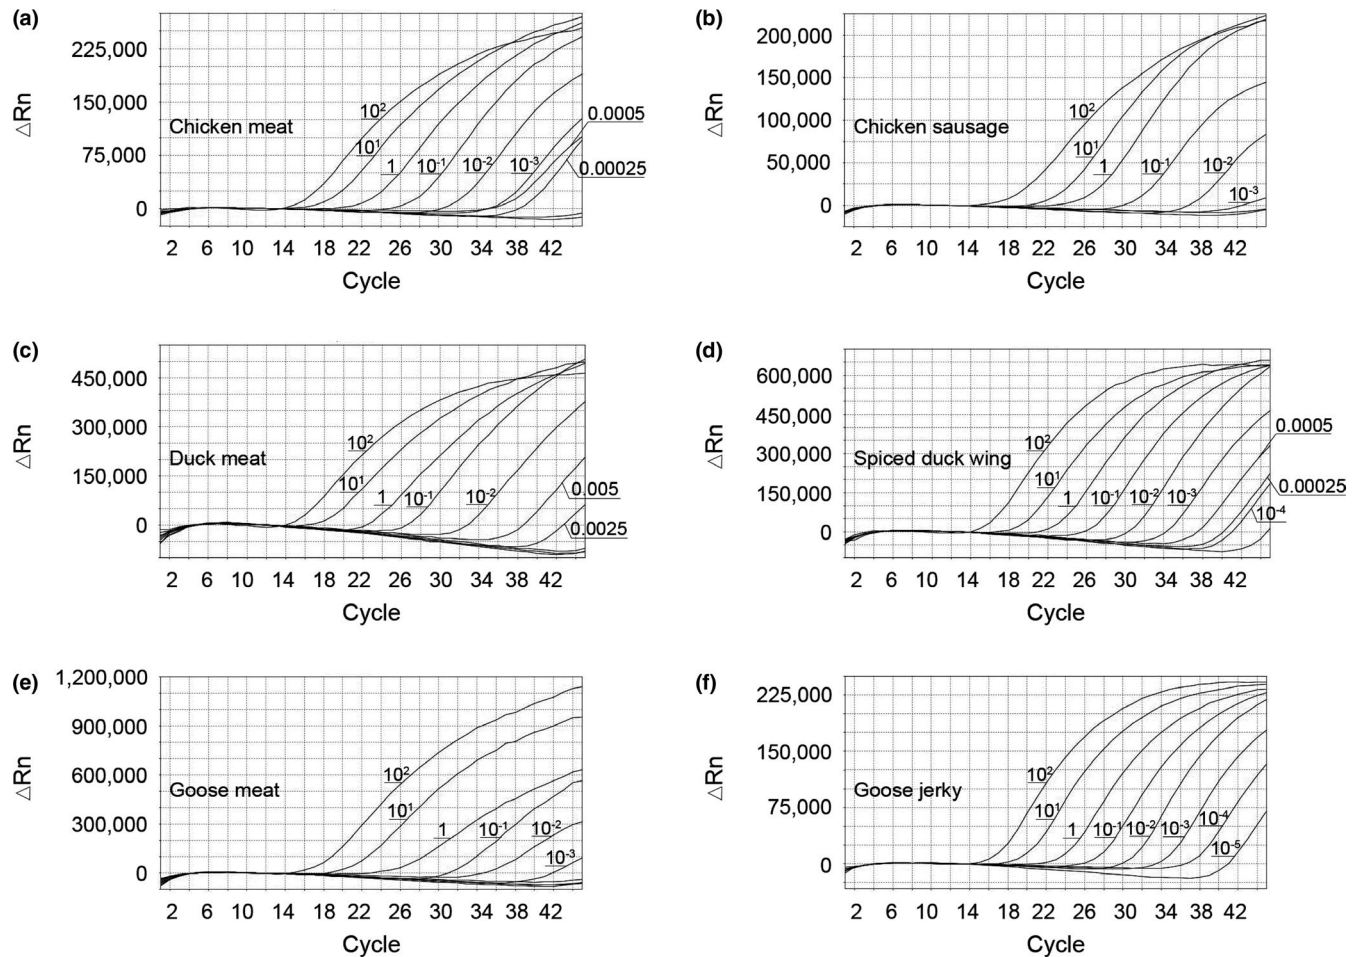 (a)
225,000
150,000
75,000
0
△Rn
Chicken meat
10²
10¹
1
10⁻¹
10⁻²
10⁻³
0.0005
0.00025
2 6 10 14 18 22 26 30 34 38 42
Cycle
(b)
200,000
150,000
100,000
50,000
0
△Rn
Chicken sausage
10²
10¹
1
10⁻¹
10⁻²
10⁻³
2 6 10 14 18 22 26 30 34 38 42
Cycle
(c)
450,000
300,000
150,000
0
△Rn
Duck meat
10²
10¹
1
10⁻¹
10⁻²
0.005
0.0025
2 6 10 14 18 22 26 30 34 38 42
Cycle
(d)
600,000
450,000
300,000
150,000
0
△Rn
Spiced duck wing
10²
10¹
1
10⁻¹
10⁻²
10⁻³
0.0005
0.00025
10⁻⁴
2 6 10 14 18 22 26 30 34 38 42
Cycle
(e)
1,200,000
900,000
600,000
300,000
0
△Rn
Goose meat
10²
10¹
1
10⁻¹
10⁻²
10⁻³
2 6 10 14 18 22 26 30 34 38 42
Cycle
(f)
225,000
150,000
75,000
0
△Rn
Goose jerky
10²
10¹
1
10⁻¹
10⁻²
10⁻³
10⁻⁴
10⁻⁵
2 6 10 14 18 22 26 30 34 38 42
Cycle